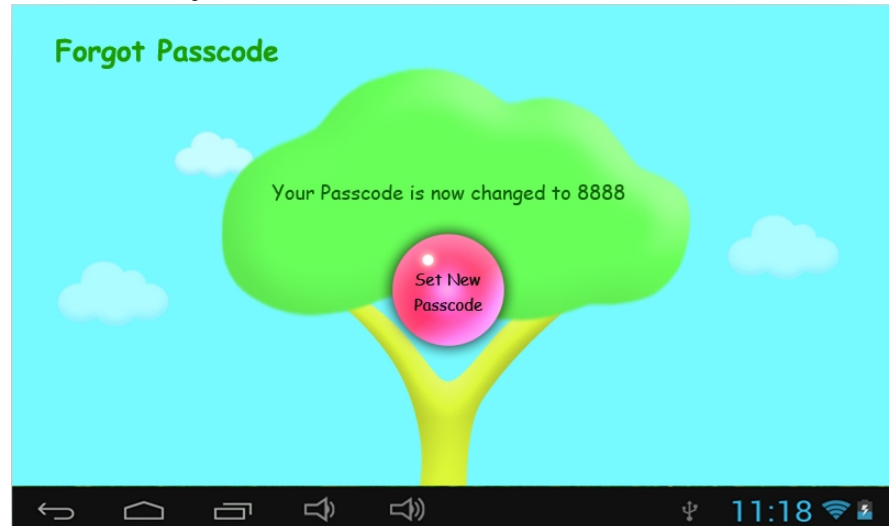 Forgot Passcode
Your Passcode is now changed to 8888
Set New
Passcode
11:18